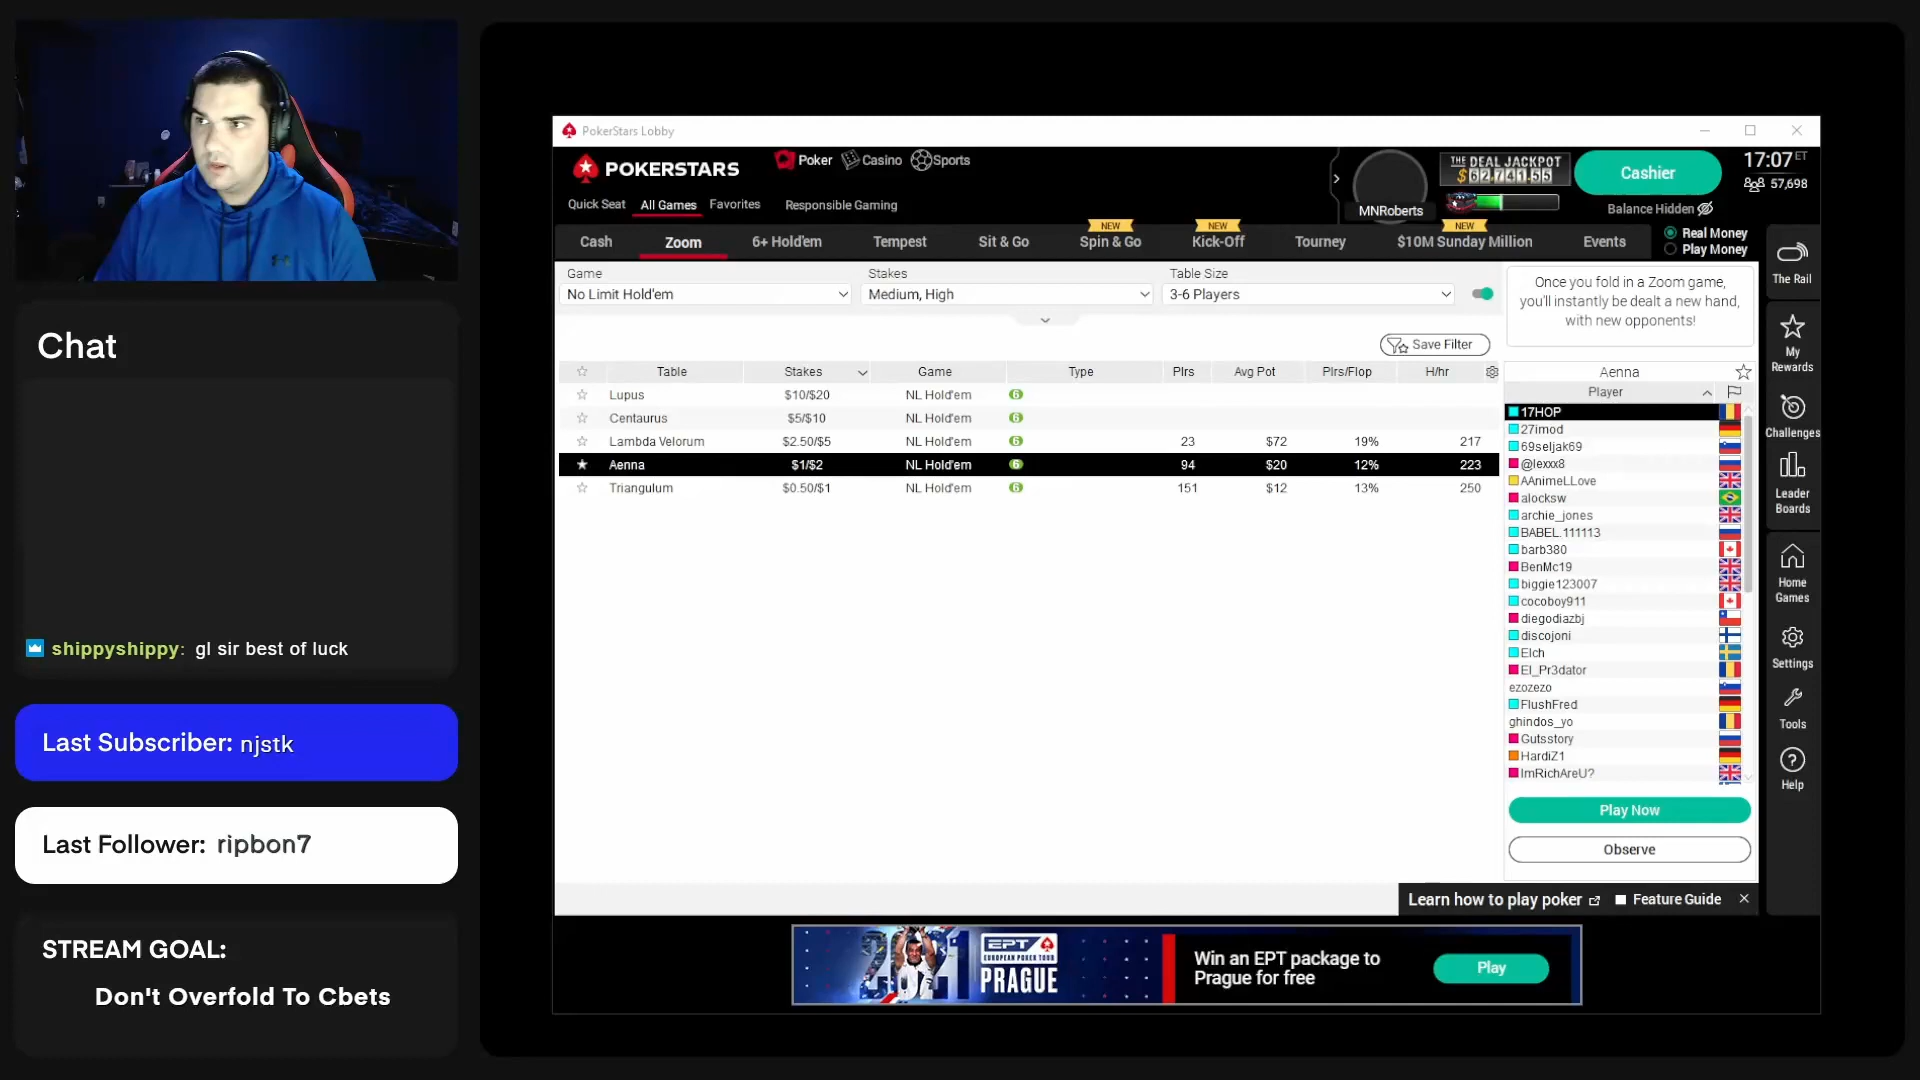 Chat
shippyshippy: gl sir best of luck
Last Subscriber: njstk
Last Follower: ripbon7
STREAM GOAL:
Don't Overfold To Cbets
PokerStars Lobby
POKERSTARS
Poker Casino Sports
Quick Seat All Games Favorites Responsible Gaming
MNRoberts
THE DEAL JACKPOT
$62,741.55
Cashier
Balance Hidden
17:07 ET
57,698
NEW NEW NEW
Cash Zoom 6+ Hold'em Tempest Sit & Go Spin & Go Kick-Off Tourney $10M Sunday Million Events
Real Money
Play Money
Game Stakes Table Size
No Limit Hold'em Medium, High 3-6 Players
Save Filter
Table Stakes Game Type Plrs Avg Pot Plrs/Flop H/hr
Lupus $10/$20 NL Hold'em 6
Centaurus $5/$10 NL Hold'em 6
Lambda Velorum $2.50/$5 NL Hold'em 6 23 $72 19% 217
Aenna $1/$2 NL Hold'em 6 94 $20 12% 223
Triangulum $0.50/$1 NL Hold'em 6 151 $12 13% 250
Once you fold in a Zoom game,
you'll instantly be dealt a new hand,
with new opponents!
Aenna
Player
17HOP
27imod
69seljak69
@lexxx8
AAnimeLLove
alocksw
archie_jones
BABEL.111113
barb380
BenMc19
biggie123007
cocoboy911
diegodiazbj
discojoni
Elch
El_Pr3dator
ezozezo
FlushFred
ghindos_yo
Gutsstory
HardiZ1
ImRichAreU?
Play Now
Observe
The Rail
My
Rewards
Challenges
Leader
Boards
Home
Games
Settings
Tools
Help
Learn how to play poker Feature Guide
2021
EPT
EUROPEAN POKER TOUR
PRAGUE
Win an EPT package to
Prague for free
Play